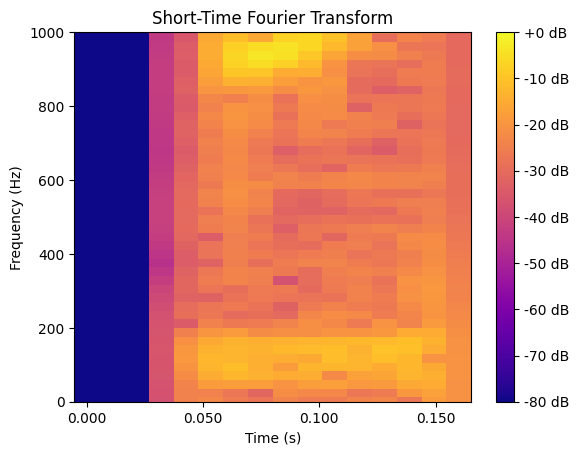 Short-Time Fourier Transform
1000
800
600
400
200
0
Frequency (Hz)
0.000
0.050
0.100
0.150
Time (s)
+0 dB
-10 dB
-20 dB
-30 dB
-40 dB
-50 dB
-60 dB
-70 dB
-80 dB